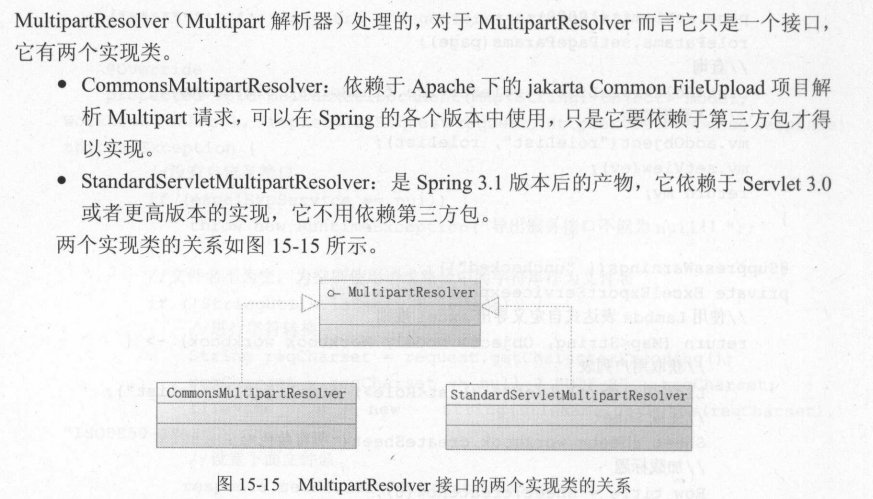 MultipartResolver（Multipart 解析器）处理的，对于 MultipartResolver 而言它只是一个接口，
它有两个实现类。
● CommonsMultipartResolver：依赖于 Apache 下的 jakarta Common FileUpload 项目解
析 Multipart 请求，可以在 Spring 的各个版本中使用，只是它要依赖于第三方包才得
以实现。
● StandardServletMultipartResolver：是 Spring 3.1 版本后的产物，它依赖于 Servlet 3.0
或者更高版本的实现，它不用依赖第三方包。
两个实现类的关系如图 15-15 所示。
MultipartResolver
CommonsMultipartResolver
StandardServletMultipartResolver
图 15-15 MultipartResolver 接口的两个实现类的关系